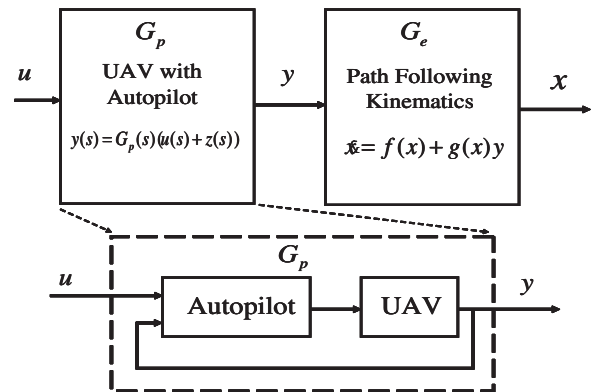 G_p
UAV with
Autopilot
y(s) = G_p(s)(u(s) + z(s))
u
y
G_e
Path Following
Kinematics
x&= f(x) + g(x)y
x
G_p
u
Autopilot
UAV
y